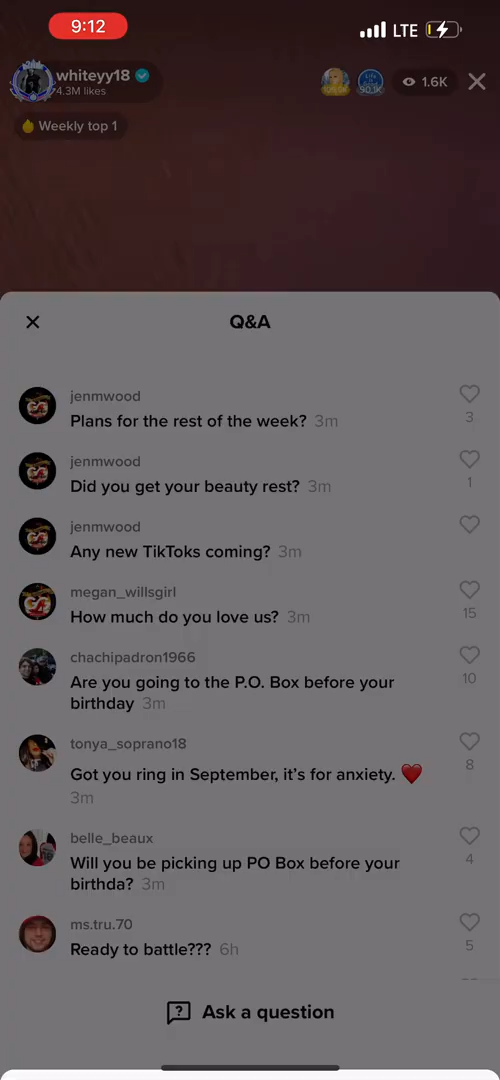 9:12
LTE
whiteyy18
4.3M likes
1.6K
Weekly top 1
Q&A
jenmwood
3
Plans for the rest of the week? 3m
jenmwood
1
Did you get your beauty rest? 3m
jenmwood
Any new TikToks coming? 3m
megan_willsgirl
15
How much do you love us? 3m
chachipadron1966
10
Are you going to the P.O. Box before your
birthday 3m
tonya_soprano18
8
Got you ring in September, it’s for anxiety. ❤️
3m
belle_beaux
4
Will you be picking up PO Box before your
birthda? 3m
ms.tru.70
5
Ready to battle??? 6h
Ask a question